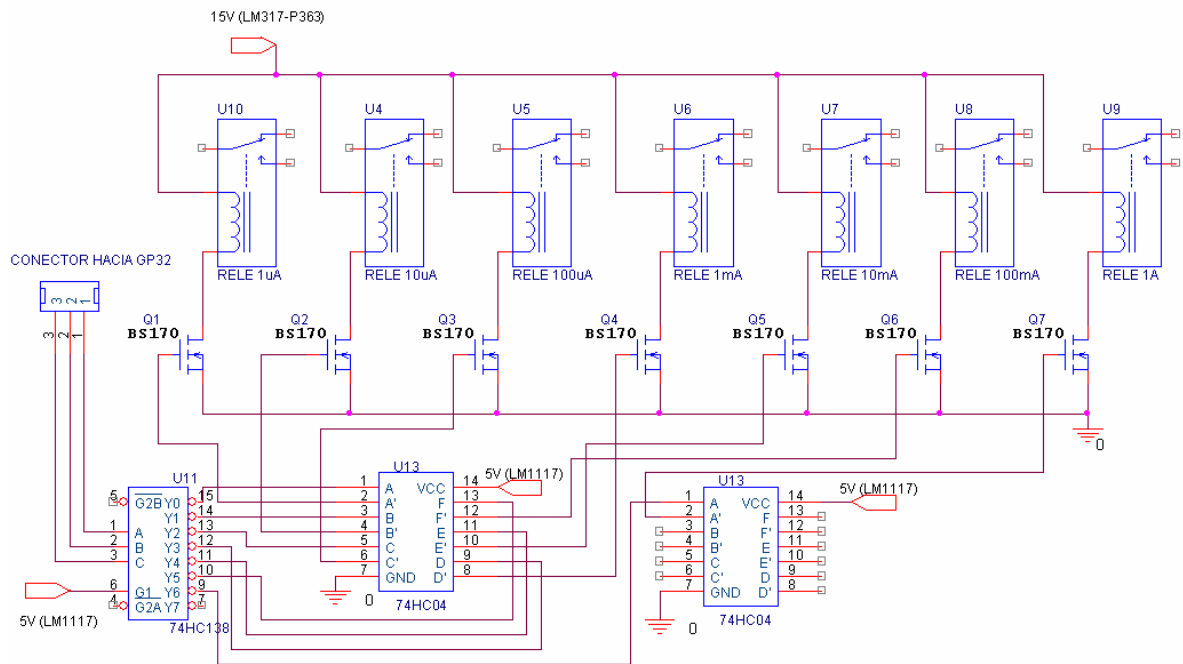 15V (LM317-P363)
U10 U4 U5 U6 U7 U8 U9
RELE 1uA RELE 10uA RELE 100uA RELE 1mA RELE 10mA RELE 100mA RELE 1A
CONECTOR HACIA GP32
3 2 1
3 2 1
Q1 Q2 Q3 Q4 Q5 Q6 Q7
BS170 BS170 BS170 BS170 BS170 BS170 BS170
0
U11
5 G2B Y0 15
Y1 14
1 A Y2 13
2 B Y3 12
3 C Y4 11
Y5 10
6 G1 Y6 9
4 G2A Y7 7
74HC138
5V (LM1117)
U13
1 A VCC 14
2 A' F 13
3 B F' 12
4 B' E 11
5 C E' 10
6 C' D 9
7 GND D' 8
74HC04
0
5V (LM1117)
U13
1 A VCC 14
2 A' F 13
3 B F' 12
4 B' E 11
5 C E' 10
6 C' D 9
7 GND D' 8
74HC04
0
5V (LM1117)